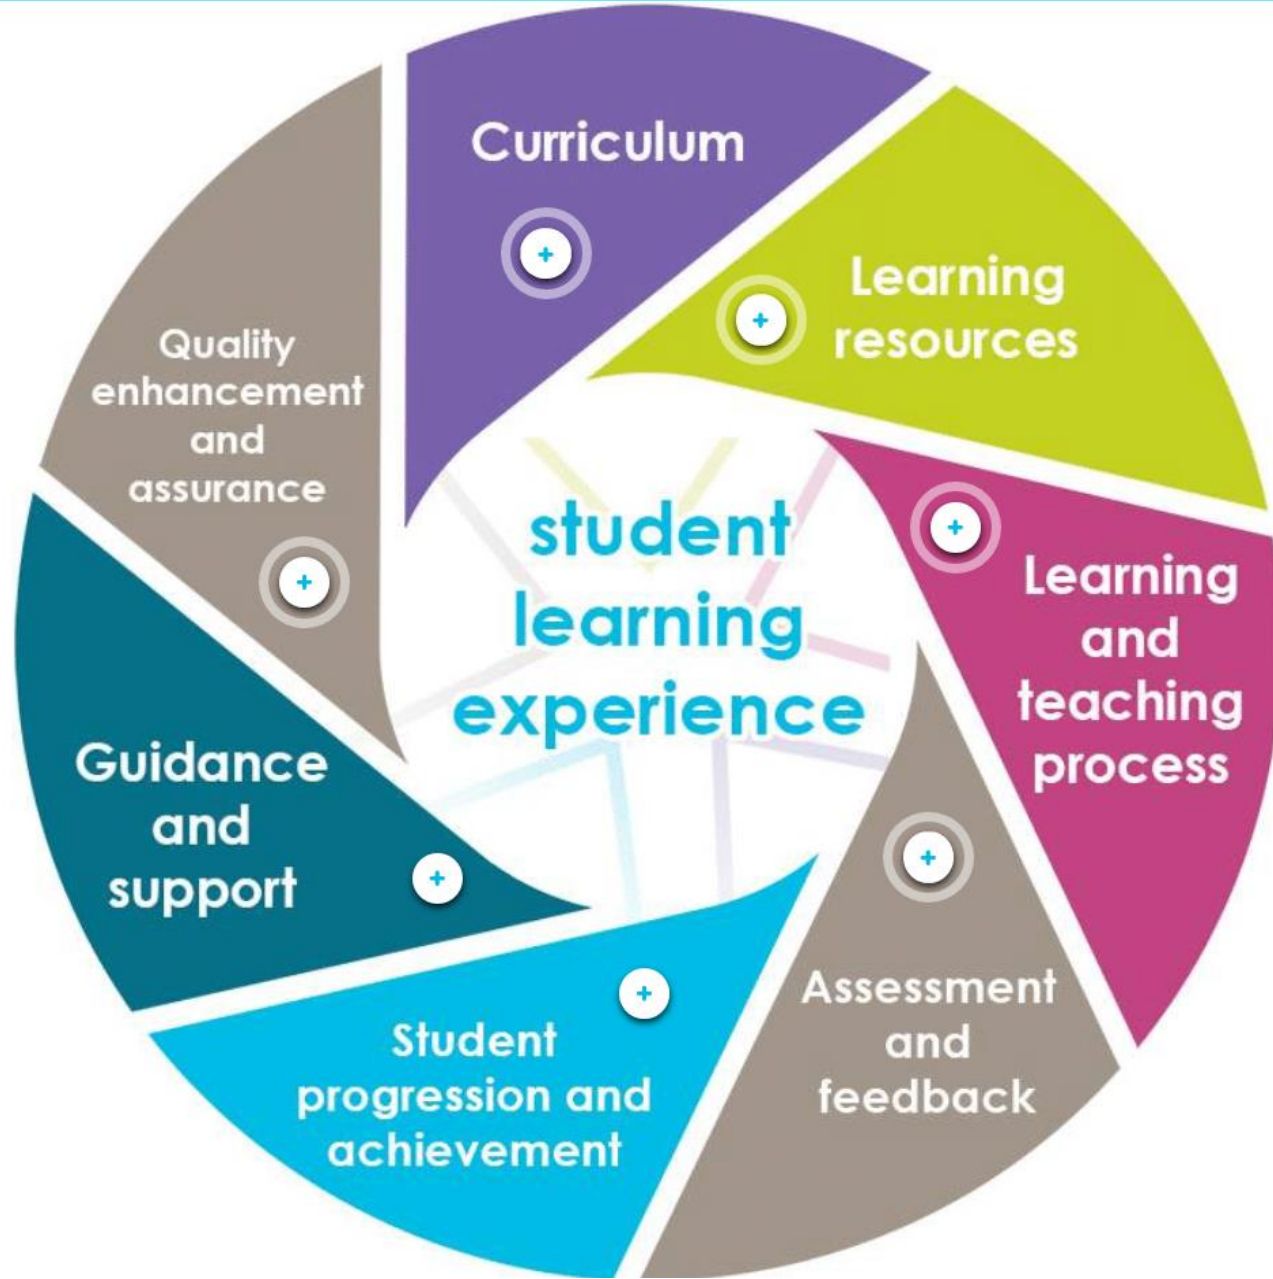 Curriculum
Learning
resources
Learning
and
teaching
process
Assessment
and
feedback
Student
progression and
achievement
Guidance
and
support
Quality
enhancement
and
assurance
student
learning
experience